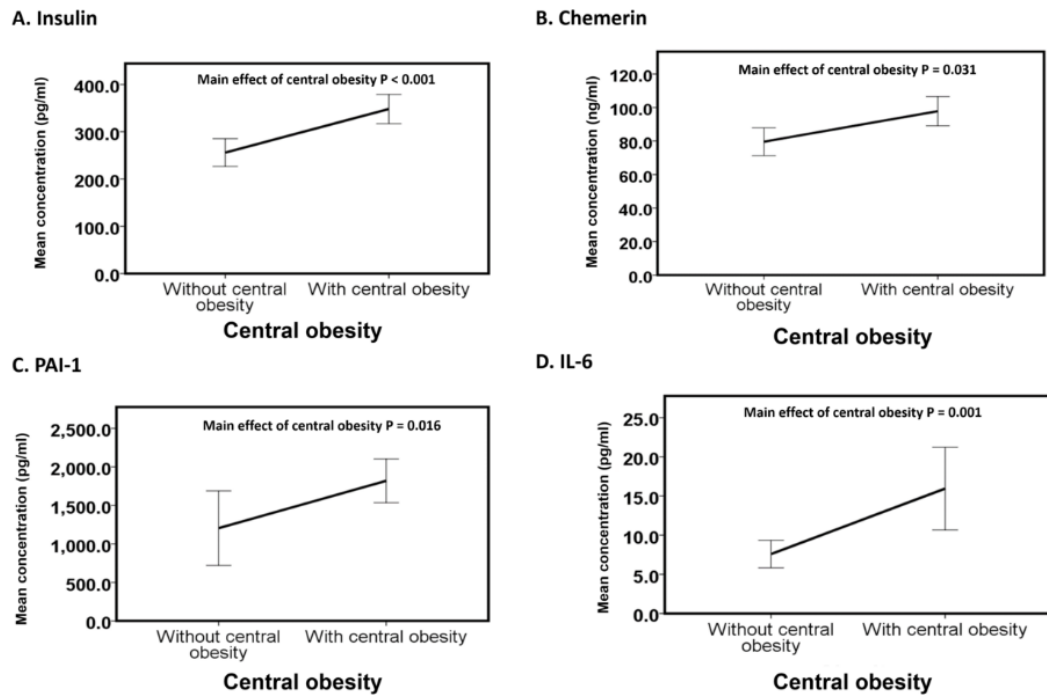 A. Insulin
Main effect of central obesity P < 0.001
Mean concentration (pg/ml)
400.0
300.0
200.0
100.0
0.0
Without central
obesity
With central obesity
Central obesity
B. Chemerin
Main effect of central obesity P = 0.031
Mean concentration (ng/ml)
120.0
100.0
80.0
60.0
40.0
20.0
0.0
Without central
obesity
With central obesity
Central obesity
C. PAI-1
Main effect of central obesity P = 0.016
Mean concentration (pg/ml)
2,500.0
2,000.0
1,500.0
1,000.0
500.0
0.0
Without central
obesity
With central obesity
Central obesity
D. IL-6
Main effect of central obesity P = 0.001
Mean concentration (pg/ml)
25.0
20.0
15.0
10.0
5.0
0.0
Without central
obesity
With central obesity
Central obesity